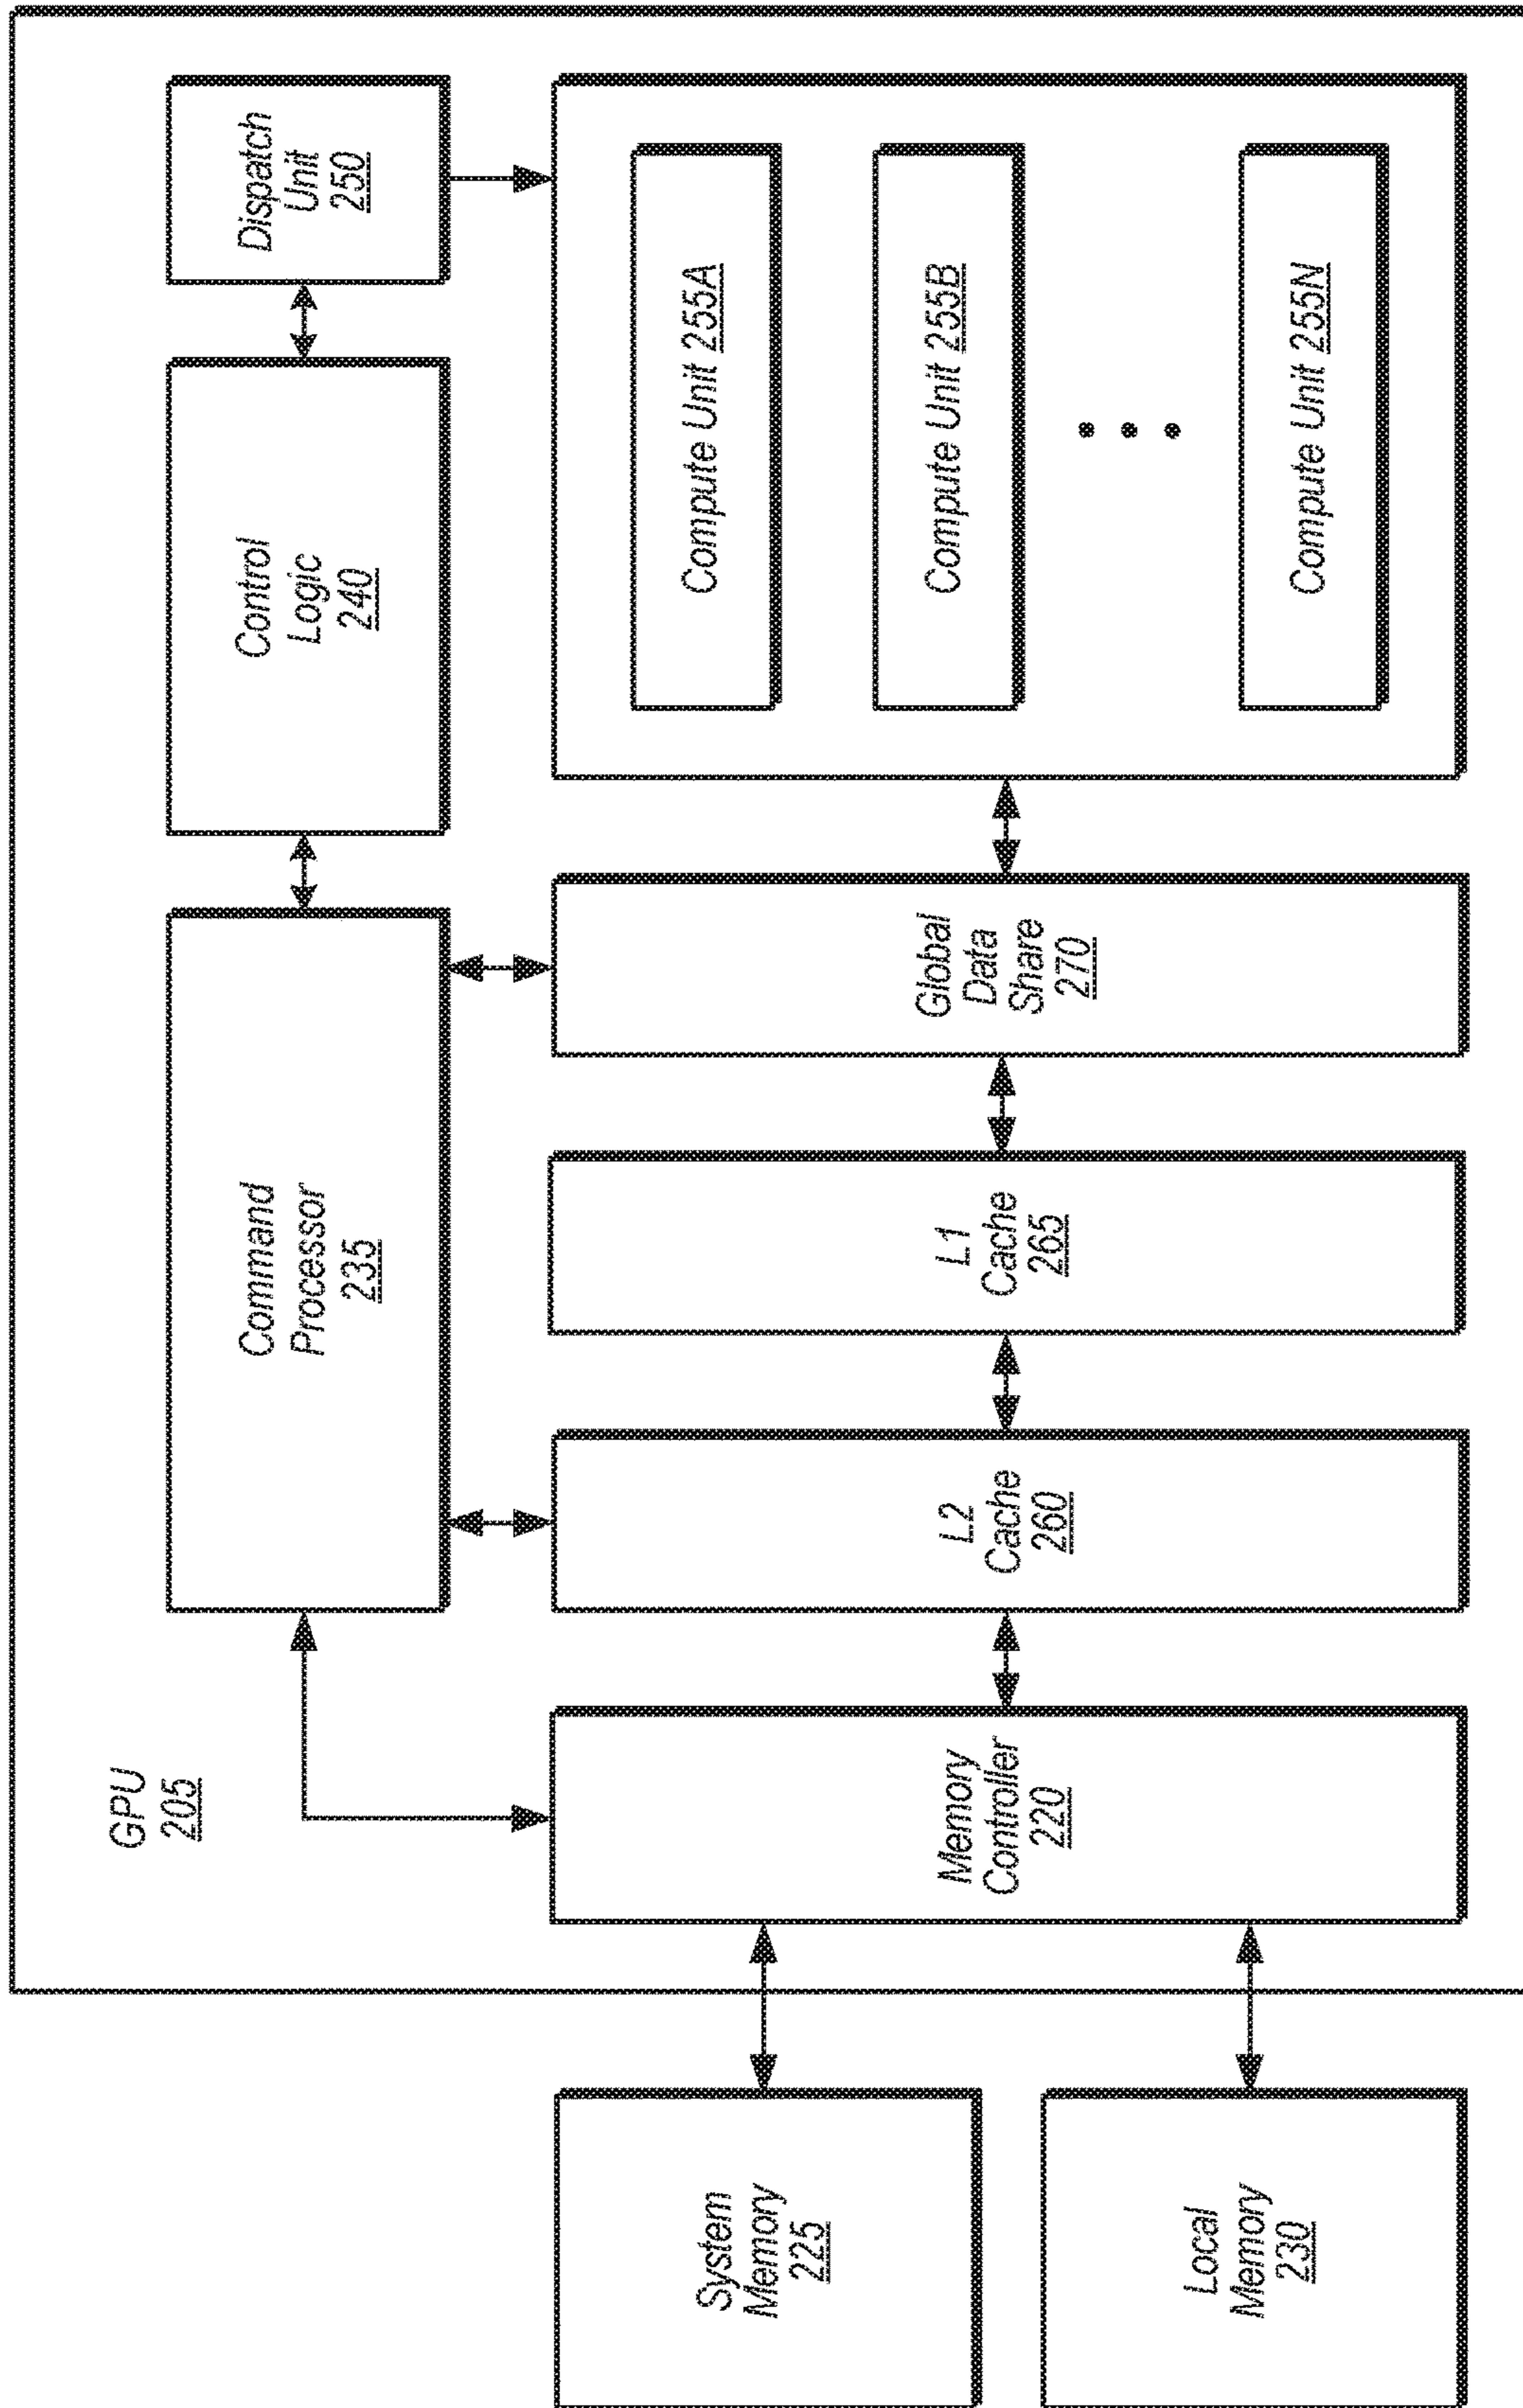 GPU
205
Command
Processor
235
Control
Logic
240
Dispatch
Unit
250
System
Memory
225
Local
Memory
230
Memory
Controller
220
L2
Cache
260
L1
Cache
265
Global
Data
Share
270
Compute Unit 255A
Compute Unit 255B
Compute Unit 255N